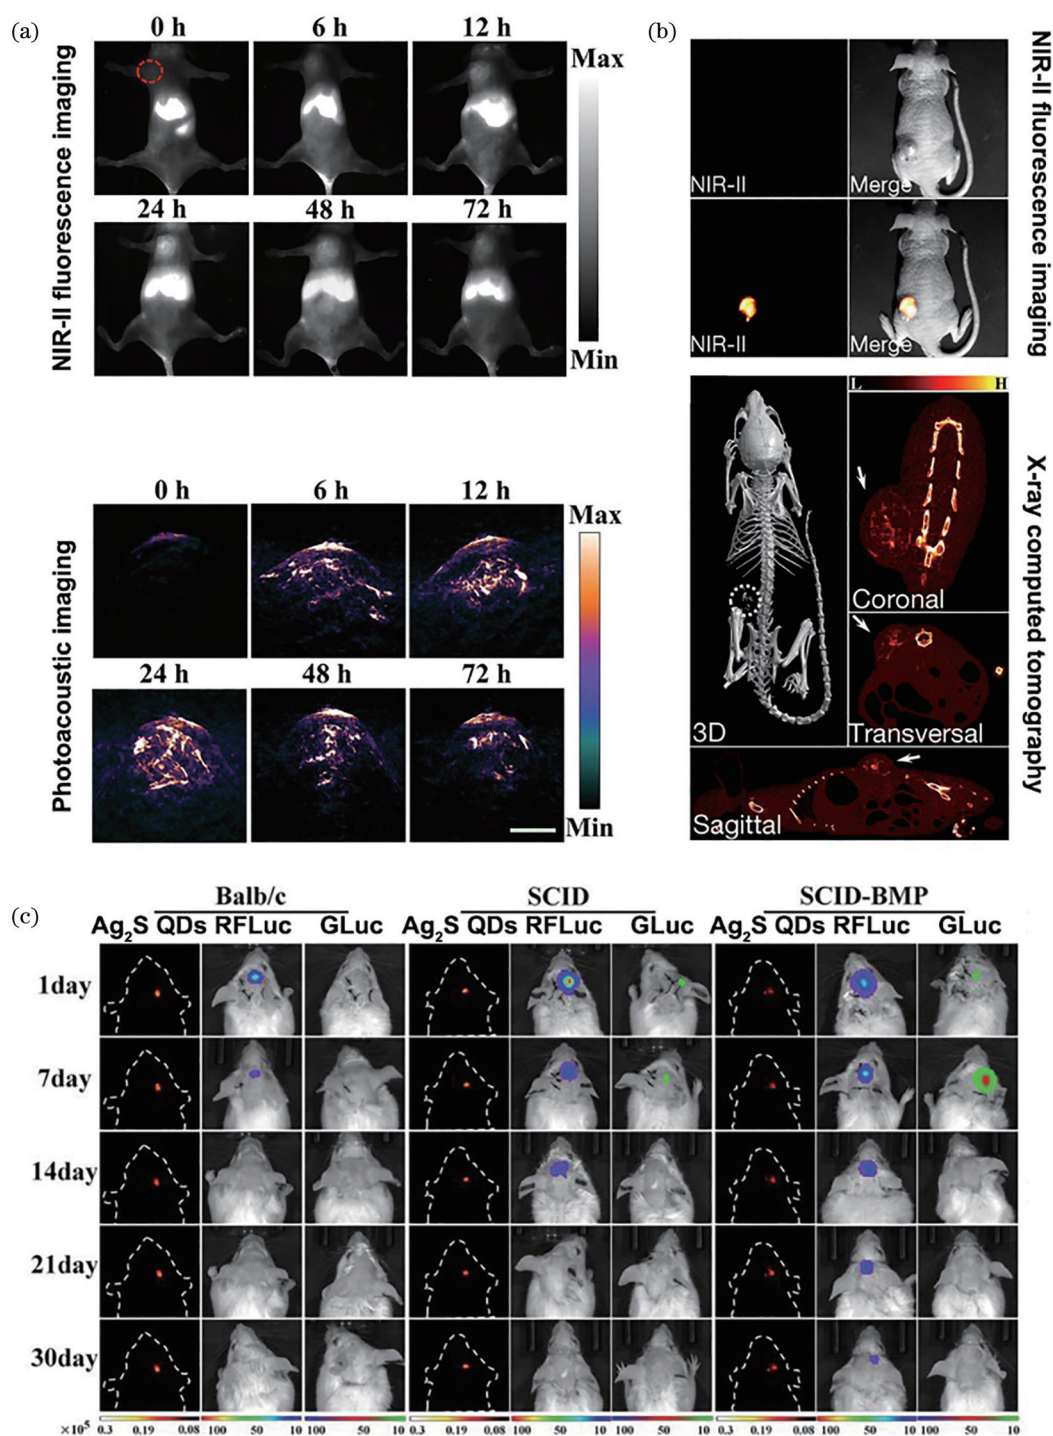 (a)
0 h 6 h 12 h
Max
24 h 48 h 72 h
Min
NIR-II fluorescence imaging
0 h 6 h 12 h
Max
24 h 48 h 72 h
Min
Photoacoustic imaging
(b)
NIR-II Merge
NIR-II Merge
NIR-II fluorescence imaging
L H
Coronal
3D Transversal
Sagittal
X-ray computed tomography
(c)
Balb/c SCID SCID-BMP
Ag2S QDs RFLuc GLuc Ag2S QDs RFLuc GLuc Ag2S QDs RFLuc GLuc
1day
7day
14day
21day
30day
×10⁵ 0.3 0.19 0.08 100 50 10 100 50 10 0.3 0.19 0.08 100 50 10 100 50 10 0.3 0.19 0.08 100 50 10 100 50 10